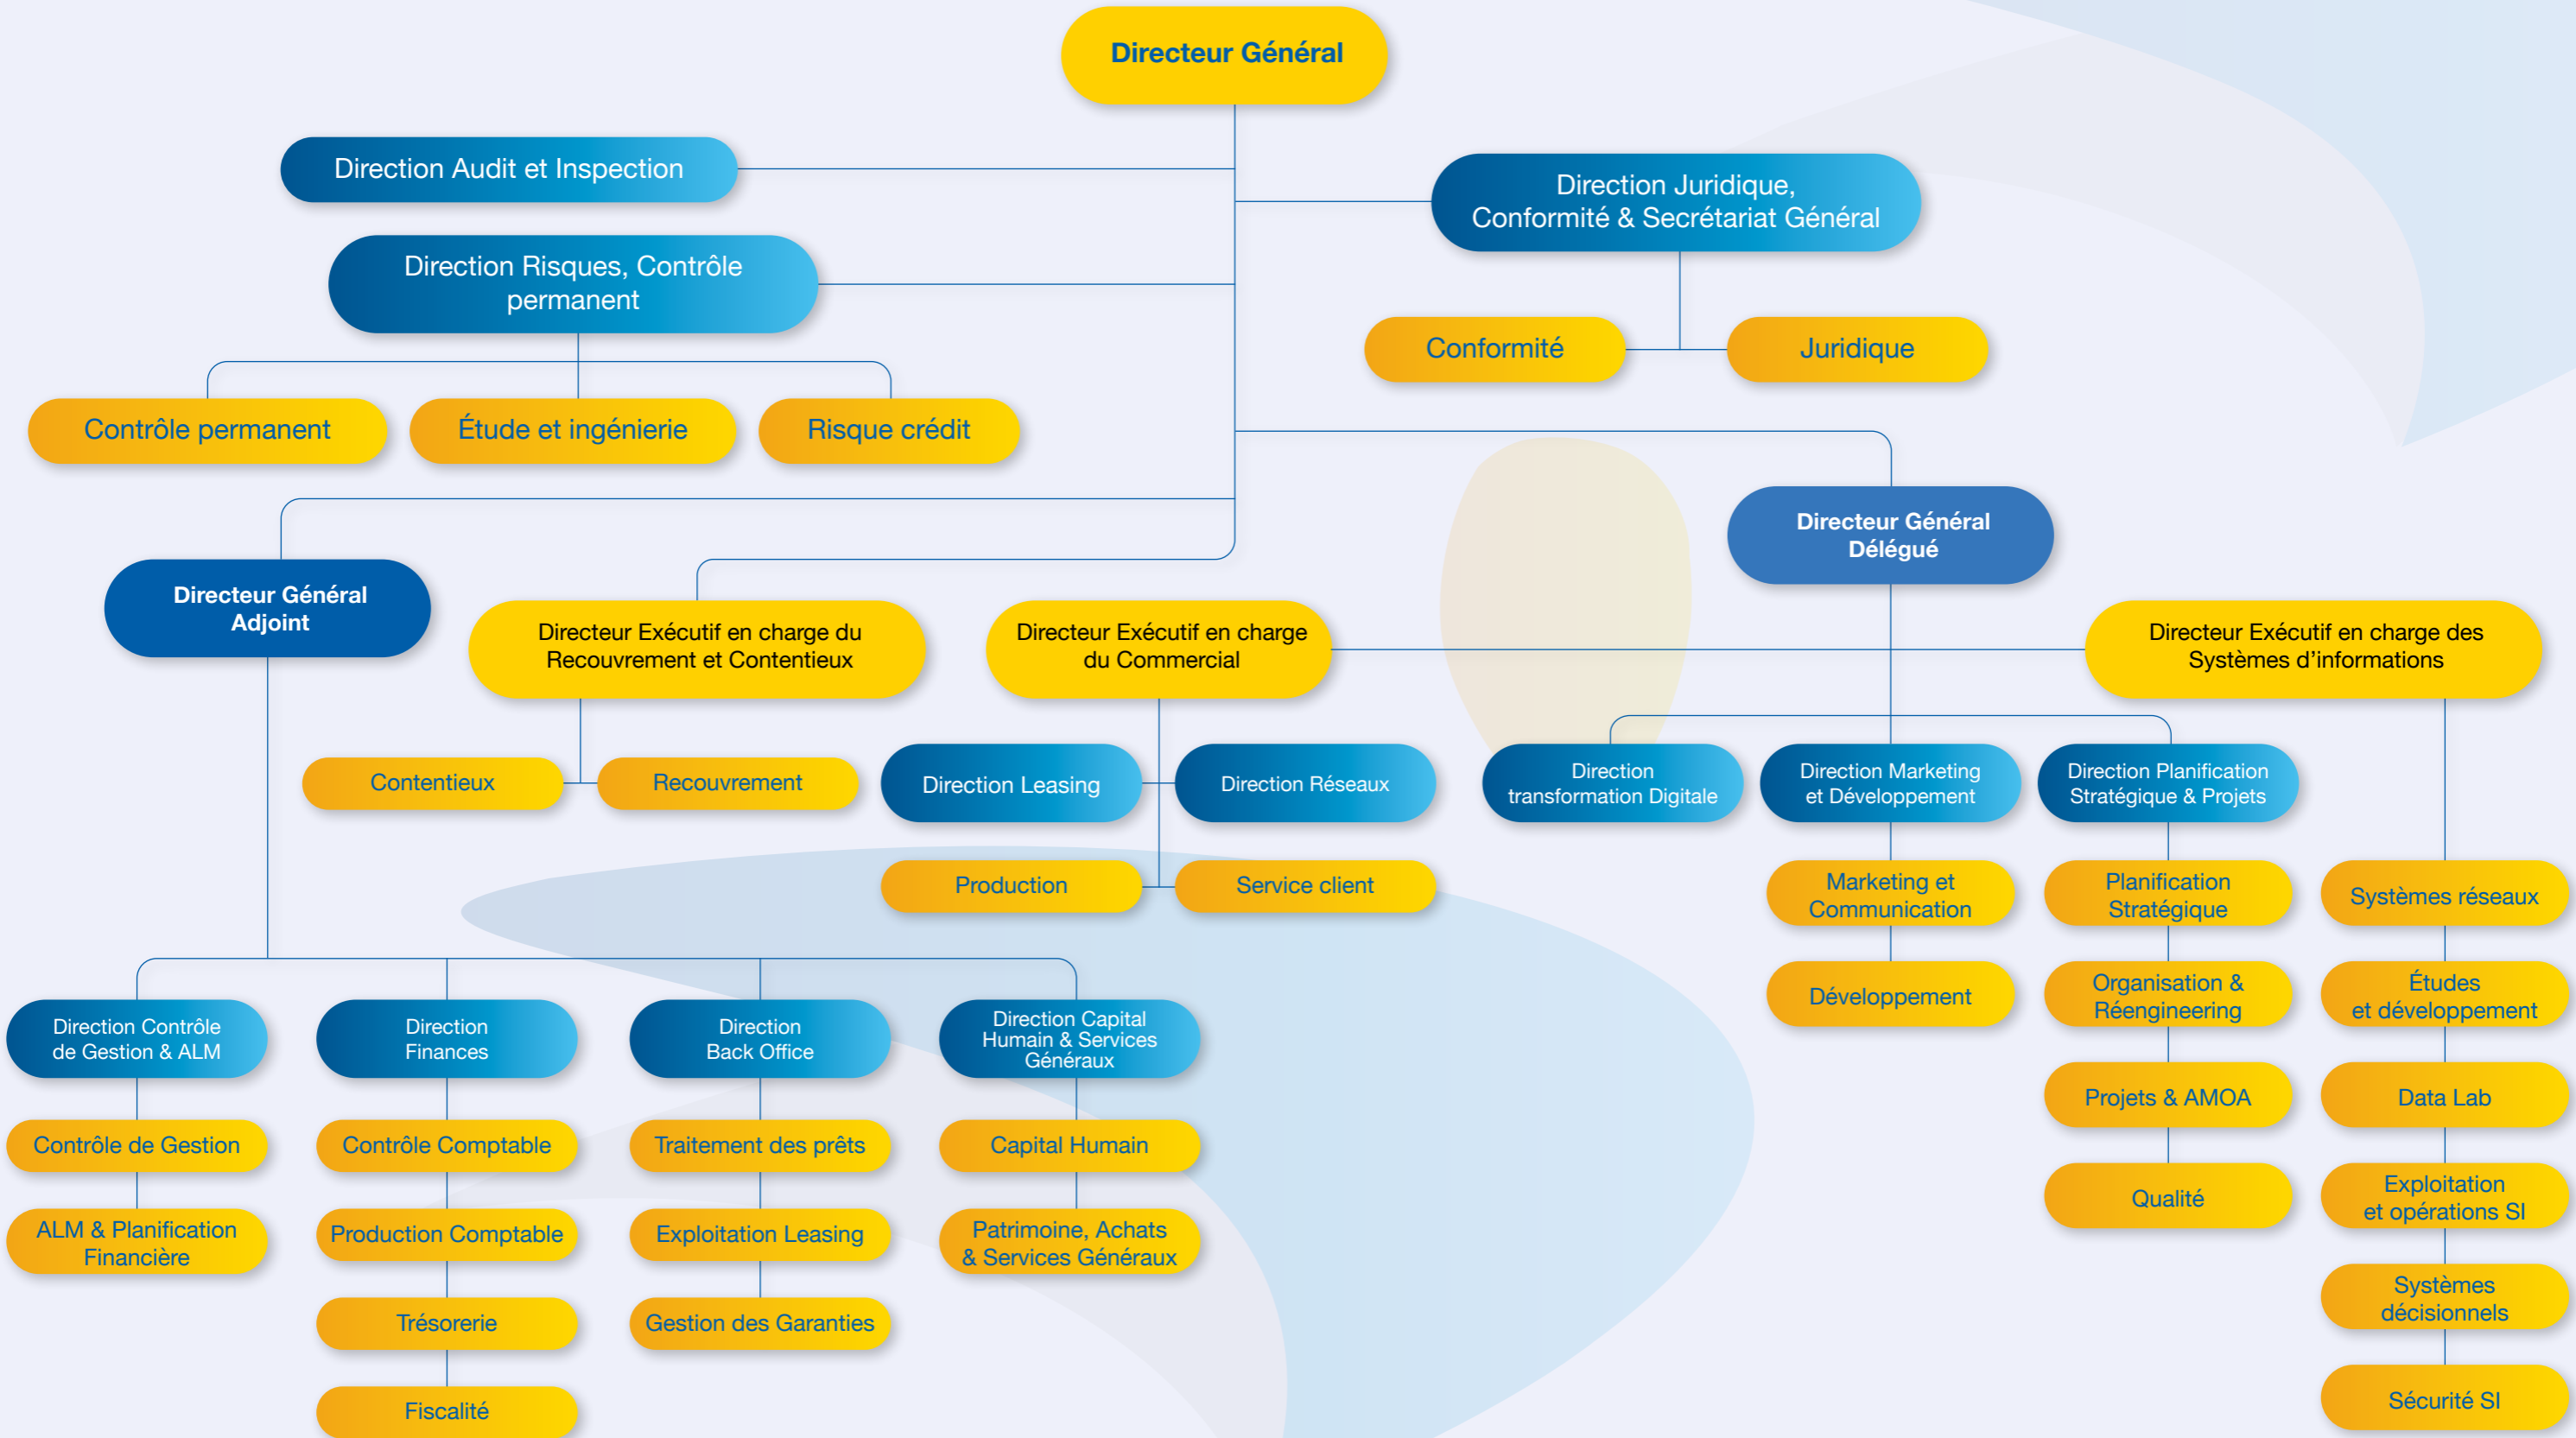 Directeur Général
Direction Audit et Inspection
Direction Juridique,
Conformité & Secrétariat Général
Direction Risques, Contrôle
permanent
Conformité
Juridique
Contrôle permanent
Étude et ingénierie
Risque crédit
Directeur Général
Délégué
Directeur Général
Adjoint
Directeur Exécutif en charge du
Recouvrement et Contentieux
Directeur Exécutif en charge
du Commercial
Directeur Exécutif en charge des
Systèmes d’informations
Contentieux
Recouvrement
Direction Leasing
Direction Réseaux
Direction
transformation Digitale
Direction Marketing
et Développement
Direction Planification
Stratégique & Projets
Production
Service client
Marketing et
Communication
Planification
Stratégique
Systèmes réseaux
Développement
Organisation &
Réengineering
Études
et développement
Direction Contrôle
de Gestion & ALM
Direction
Finances
Direction
Back Office
Direction Capital
Humain & Services
Généraux
Projets & AMOA
Data Lab
Contrôle de Gestion
Contrôle Comptable
Traitement des prêts
Capital Humain
Qualité
Exploitation
et opérations SI
ALM & Planification
Financière
Production Comptable
Exploitation Leasing
Patrimoine, Achats
& Services Généraux
Systèmes
décisionnels
Trésorerie
Gestion des Garanties
Fiscalité
Sécurité SI